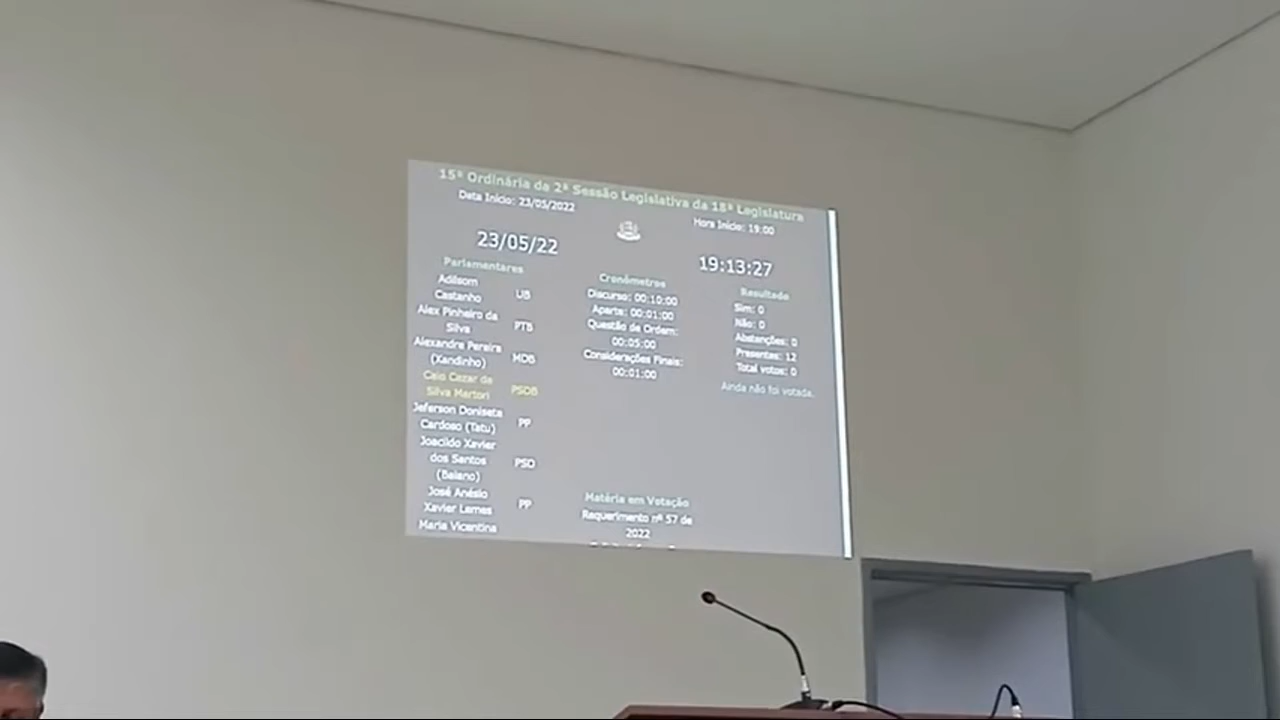 15ª Ordinária da 2ª Sessão Legislativa da 18ª Legislatura
Data Início: 23/05/2022
Hora Início: 19:00
23/05/22
19:13:27
Parlamentares
Adilsom
Castanho
UB
Alex Pinheiro da
Silva
PTB
Alexandre Pereira
(Xandinho)
MDB
Caio Cezar da
Silva Martori
PSDB
Jeferson Doniseta
Cardoso (Tatu)
PP
Joacildo Xavier
dos Santos
(Baiano)
PSD
José Anésio
Xavier Lemes
PP
Maria Vicentina
Cronômetros
Discurso: 00:10:00
Aparte: 00:01:00
Questão de Ordem:
00:05:00
Considerações Finais:
00:01:00
Matéria em Votação
Requerimento nº 57 de
2022
Resultado
Sim: 0
Não: 0
Abstenções: 0
Presentes: 12
Total votos: 0
Ainda não foi votada.